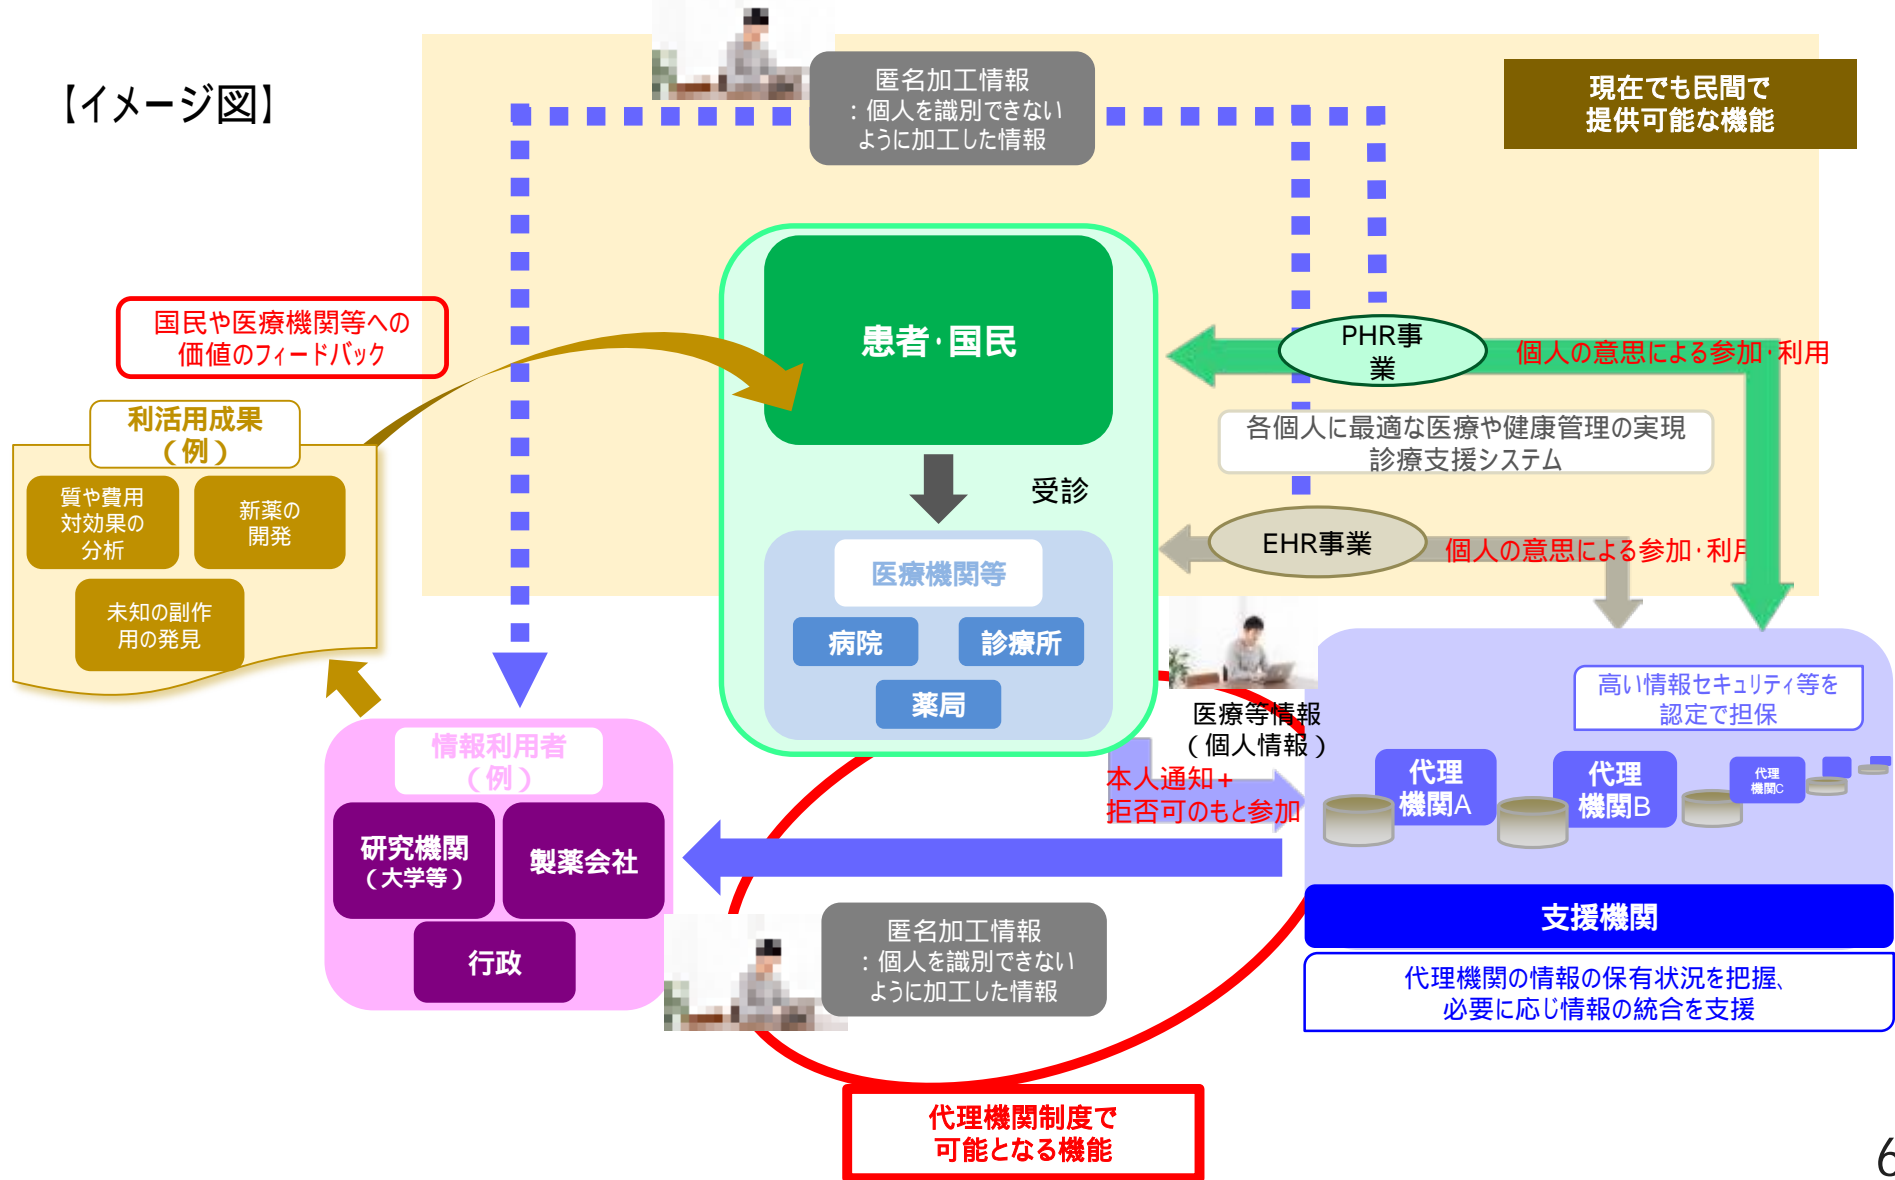 【イメージ図】
匿名加工情報
：個人を識別できない
ように加工した情報
現在でも民間で
提供可能な機能
国民や医療機関等への
価値のフィードバック
患者・国民
PHR事
業
個人の意思による参加・利用
各個人に最適な医療や健康管理の実現
診療支援システム
利活用成果
（例）
質や費用
対効果の
分析
新薬の
開発
未知の副作
用の発見
受診
EHR事業
個人の意思による参加・利用
医療機関等
病院
診療所
薬局
医療等情報
（個人情報）
本人通知+
拒否可のもと参加
高い情報セキュリティ等を
認定で担保
代理
機関A
代理
機関B
代理
機関C
情報利用者
（例）
研究機関
（大学等）
製薬会社
行政
匿名加工情報
：個人を識別できない
ように加工した情報
支援機関
代理機関の情報の保有状況を把握、
必要に応じ情報の統合を支援
代理機関制度で
可能となる機能
6